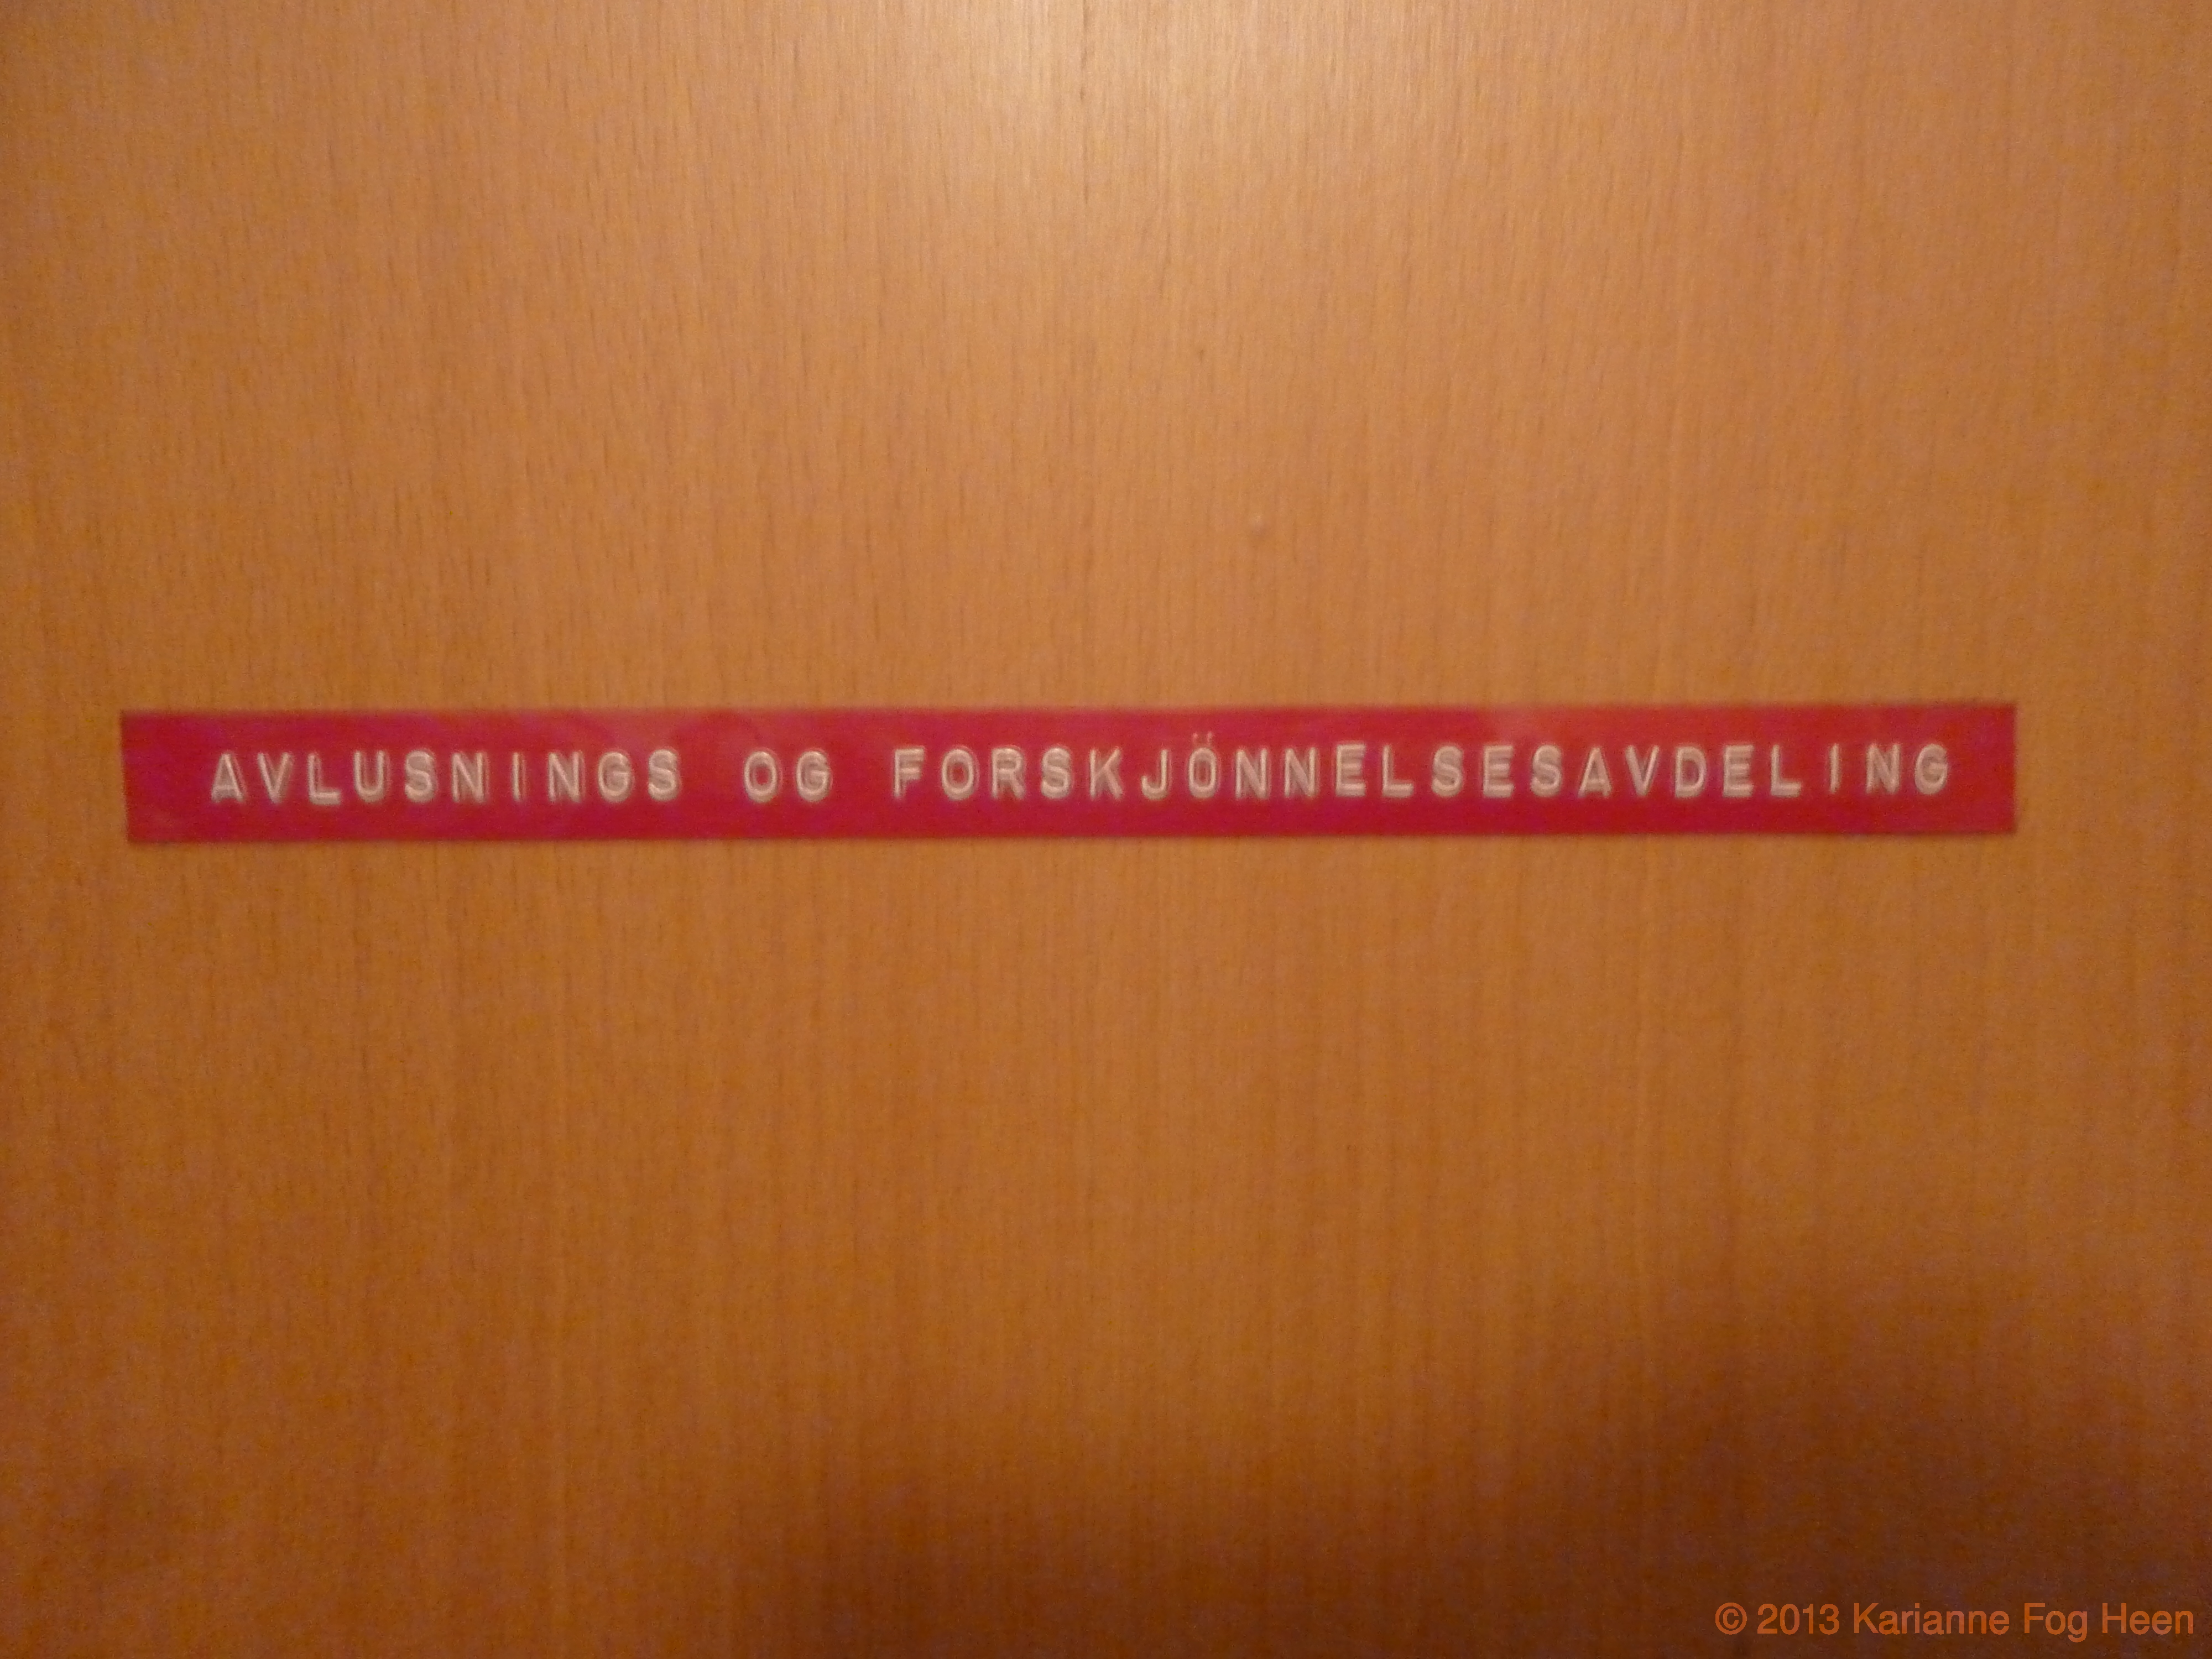 AVLUSNINGS OG FORSKJÖNNELSESAVDELING
© 2013 Karianne Fog Heen